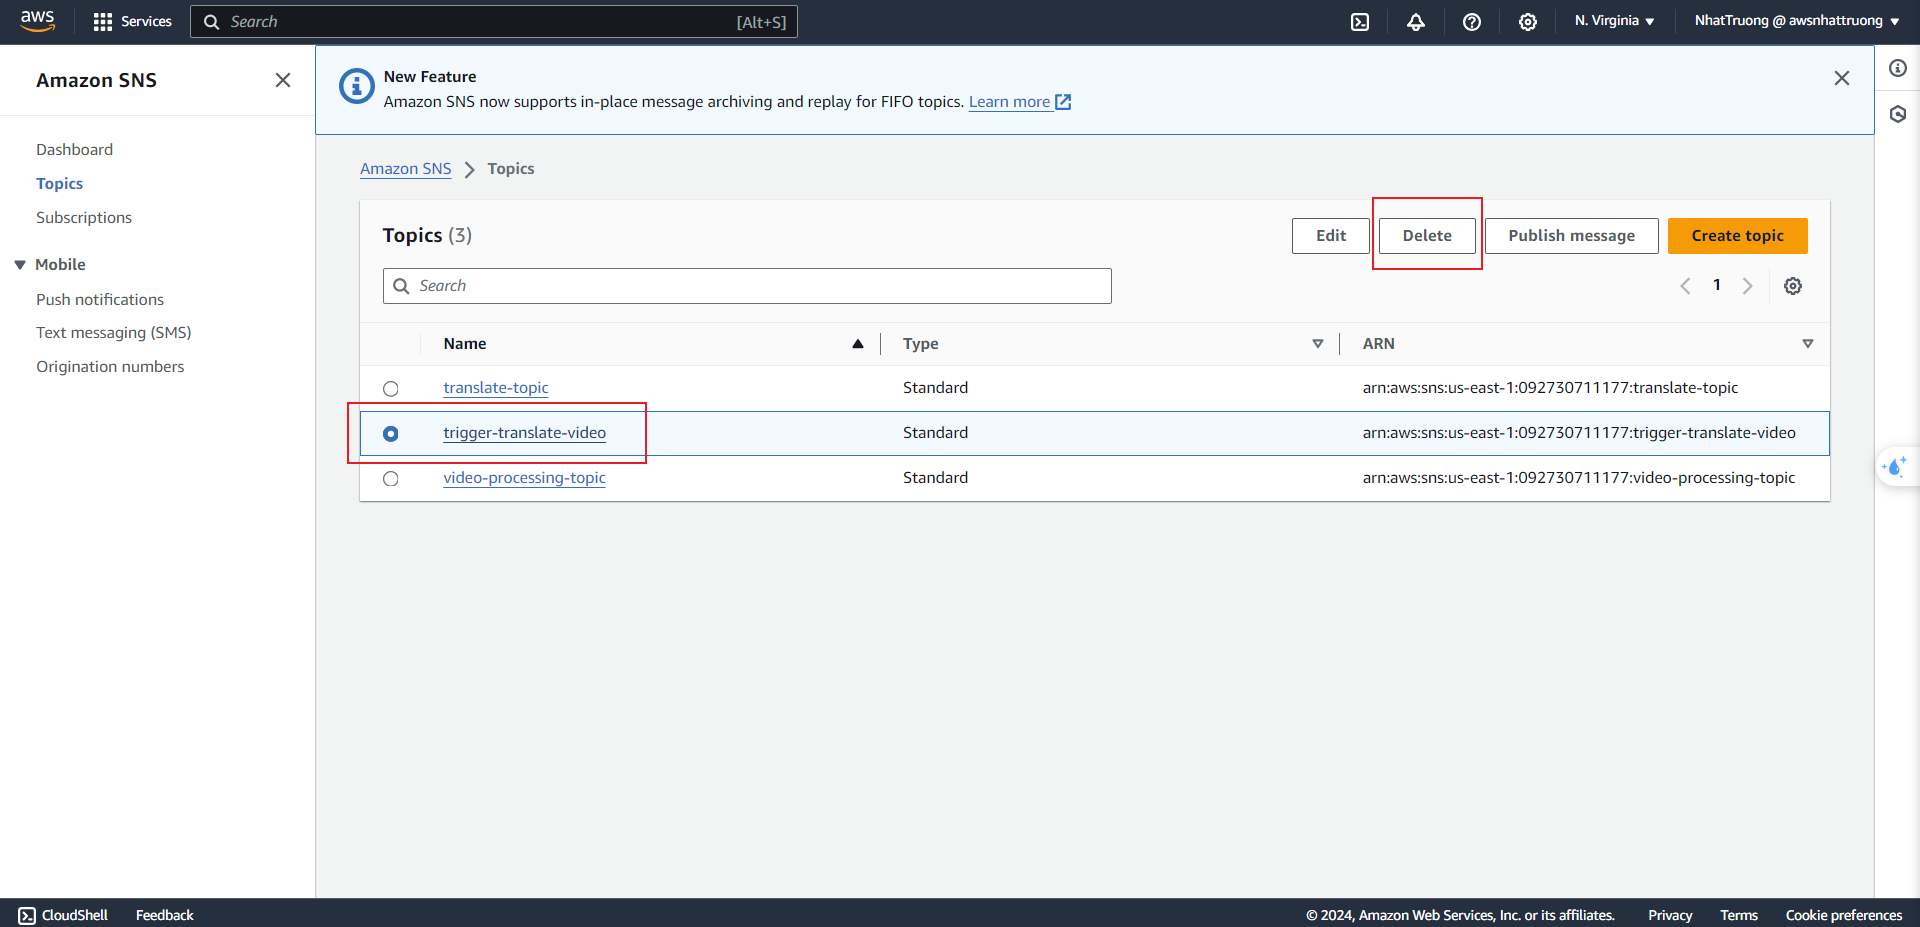 aws
Services
Search
[Alt+S]
N. Virginia
NhatTruong @ awsnhattruong
Amazon SNS
Dashboard
Topics
Subscriptions
Mobile
Push notifications
Text messaging (SMS)
Origination numbers
New Feature
Amazon SNS now supports in-place message archiving and replay for FIFO topics. Learn more
Amazon SNS
Topics
Topics (3)
Edit
Delete
Publish message
Create topic
Search
1
Name
Type
ARN
translate-topic
Standard
arn:aws:sns:us-east-1:092730711177:translate-topic
trigger-translate-video
Standard
arn:aws:sns:us-east-1:092730711177:trigger-translate-video
video-processing-topic
Standard
arn:aws:sns:us-east-1:092730711177:video-processing-topic
CloudShell
Feedback
© 2024, Amazon Web Services, Inc. or its affiliates.
Privacy
Terms
Cookie preferences